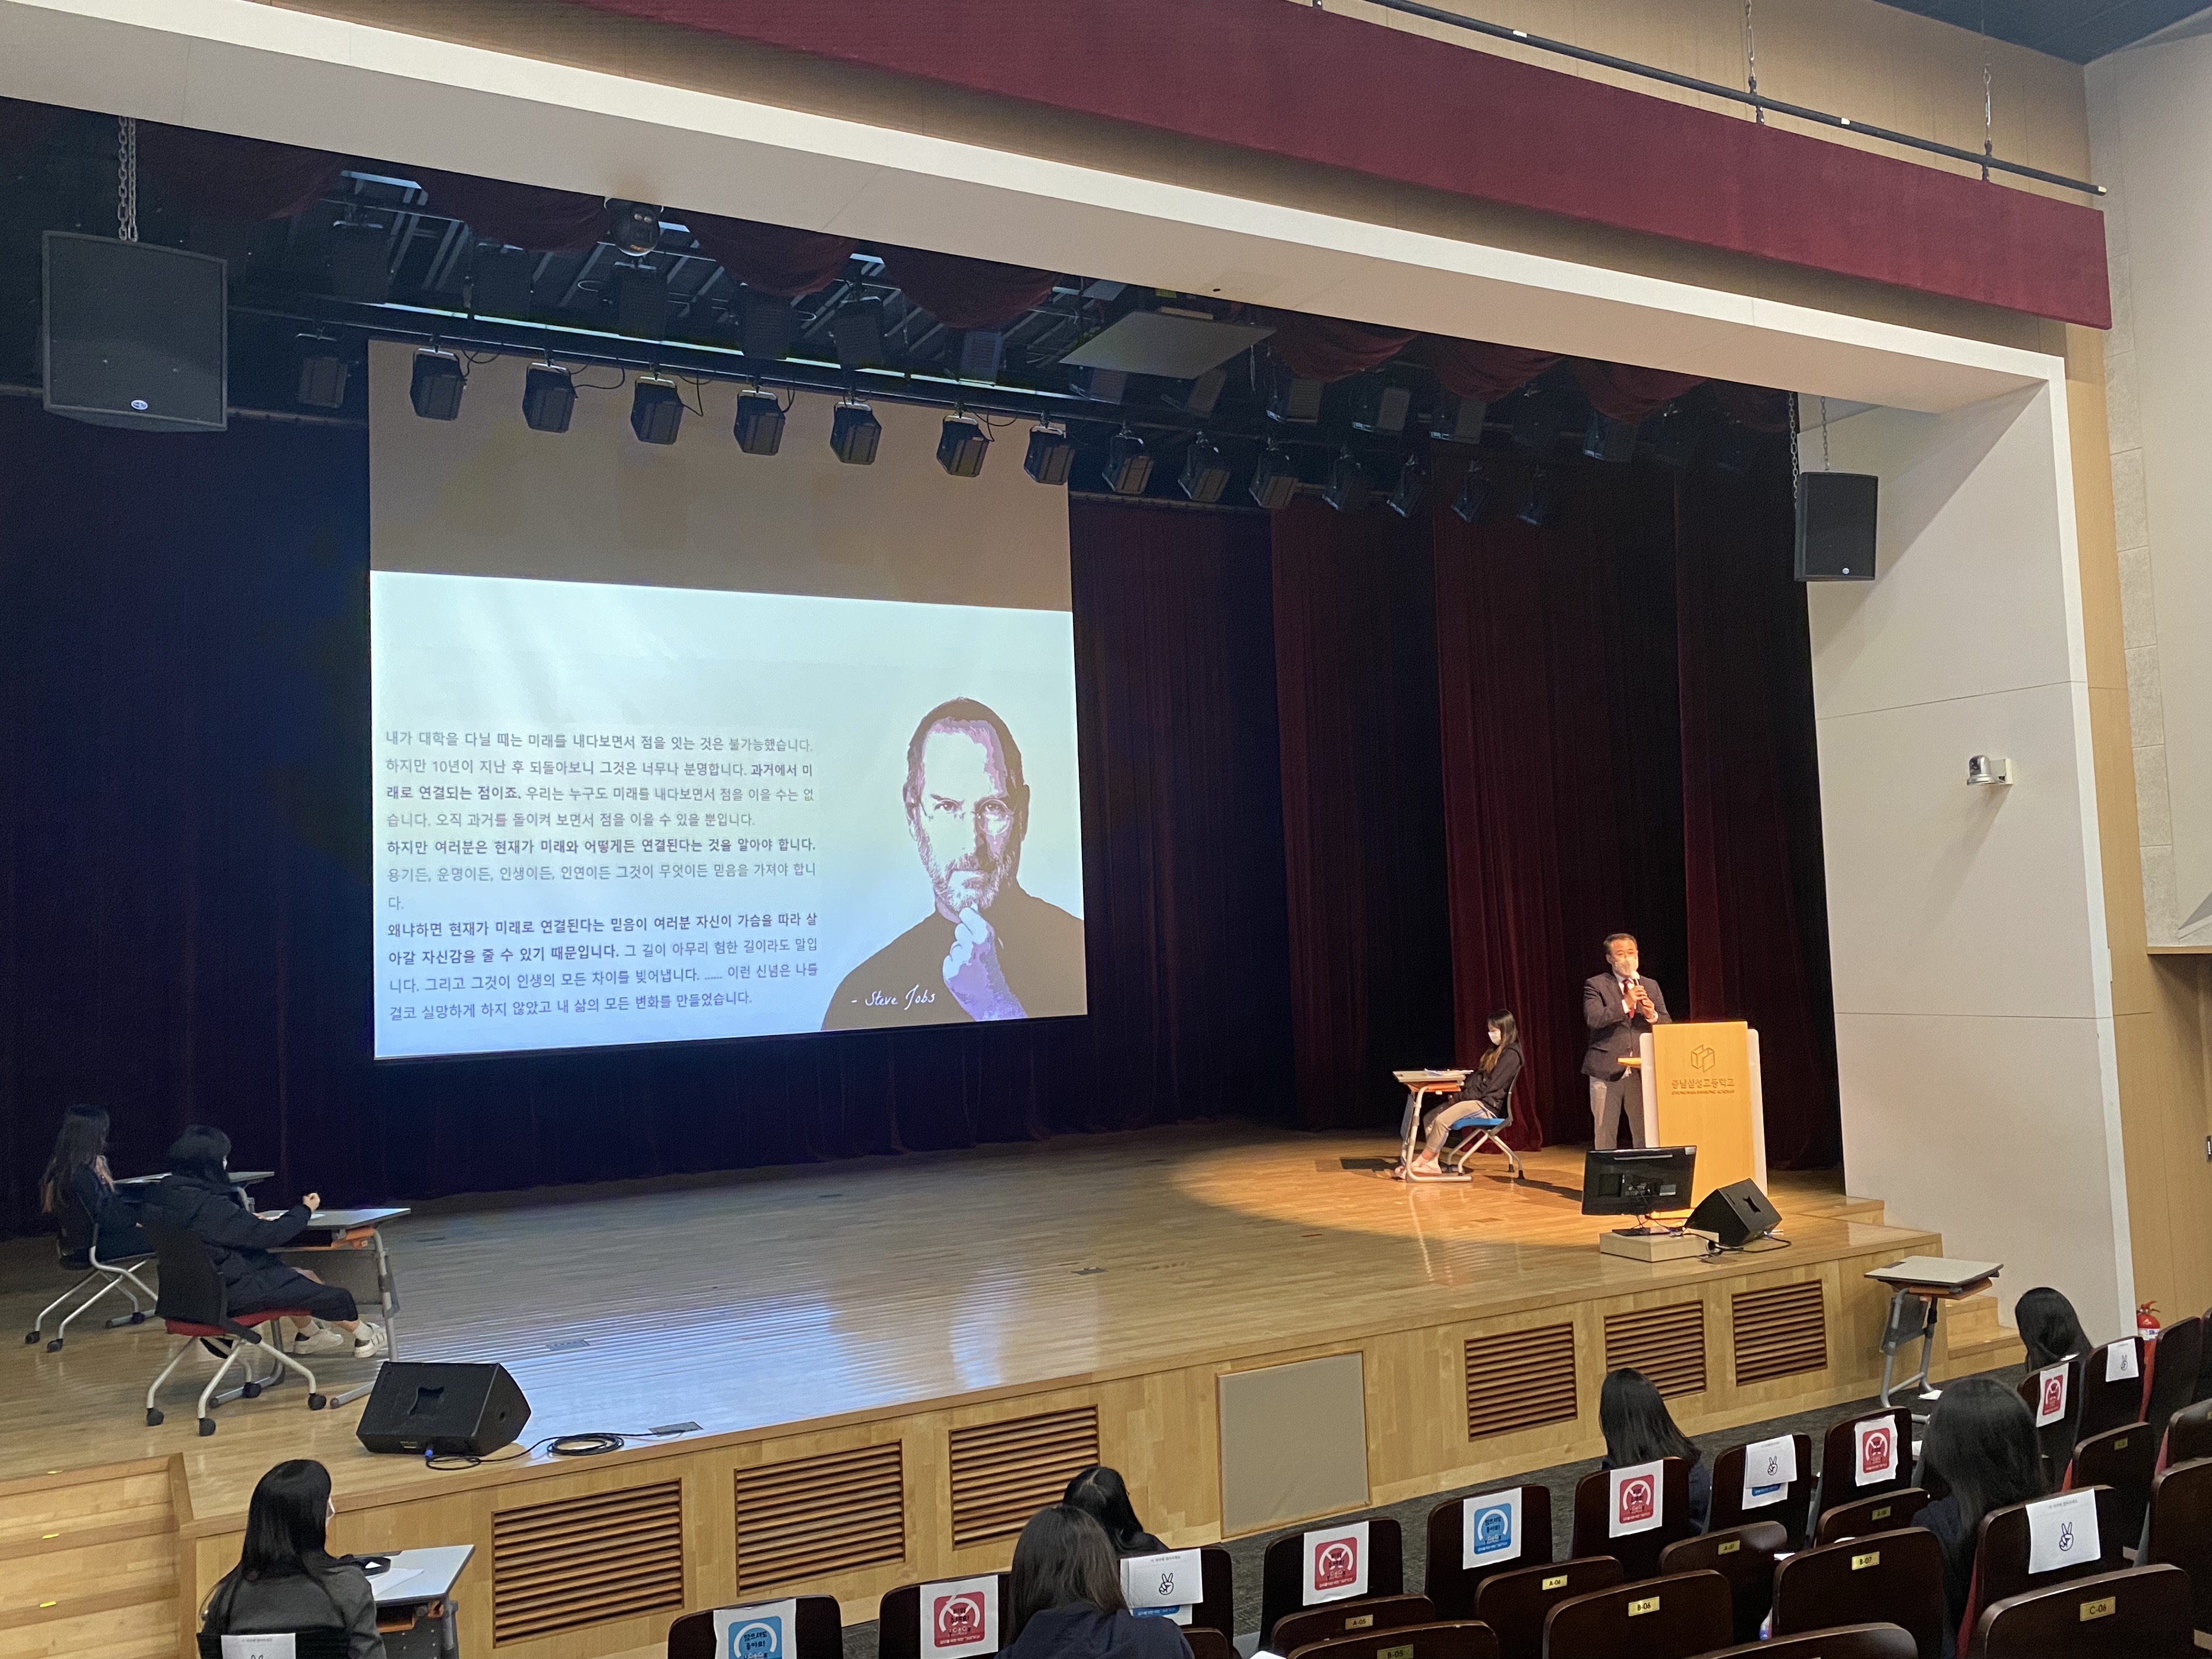 내가 대학을 다닐 때는 미래를 내다보면서 점을 잇는 것은 불가능했습니다.
하지만 10년이 지난 후 되돌아보니 그것은 너무나 분명합니다. 과거에서 미
래로 연결되는 점이죠. 우리는 누구도 미래를 내다보면서 점을 이을 수는 없
습니다. 오직 과거를 돌이켜 보면서 점을 이을 수 있을 뿐입니다.
하지만 여러분은 현재가 미래와 어떻게든 연결된다는 것을 알아야 합니다.
용기든, 운명이든, 인생이든, 인연이든 그것이 무엇이든 믿음을 가져야 합니
다.
왜냐하면 현재가 미래로 연결된다는 믿음이 여러분 자신이 가슴을 따라 살
아갈 자신감을 줄 수 있기 때문입니다. 그 길이 아무리 험한 길이라도 말입
니다. 그리고 그것이 인생의 모든 차이를 빚어냅니다. ...... 이런 신념은 나를
결코 실망하게 하지 않았고 내 삶의 모든 변화를 만들었습니다.
- Steve Jobs
충남삼성고등학교
A-05
A-06
A-07
B-05
B-06
B-07
C-06